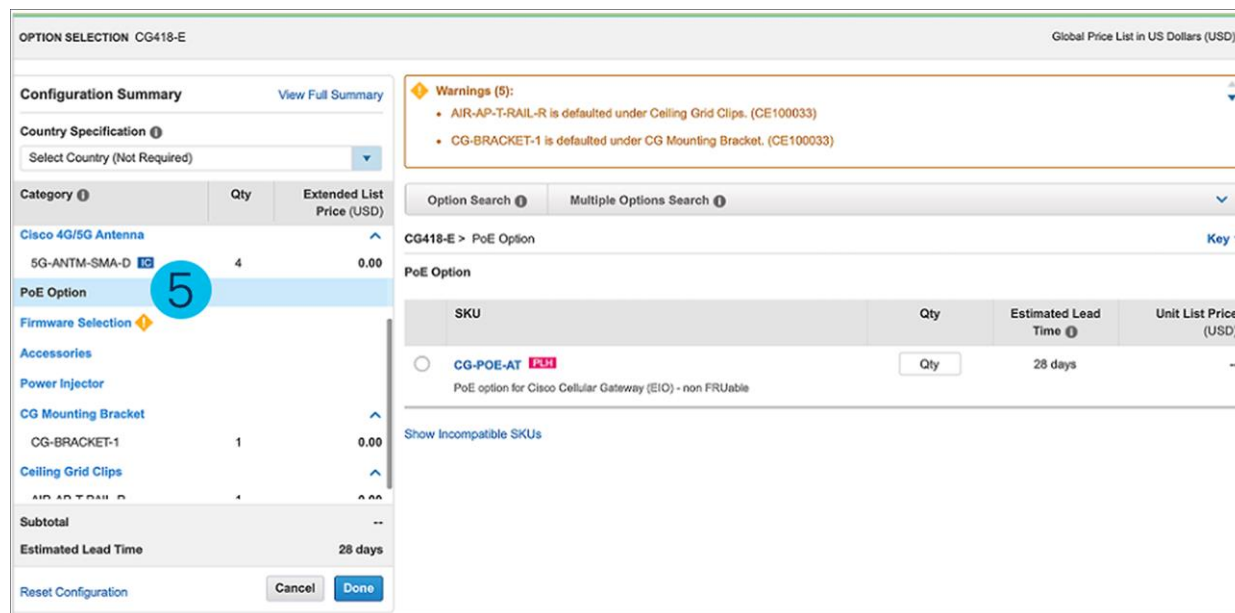 OPTION SELECTION CG418-E
Global Price List in US Dollars (USD)
Configuration Summary
View Full Summary
Country Specification
Select Country (Not Required)
Category
Qty
Extended List
Price (USD)
Cisco 4G/5G Antenna
5G-ANTM-SMA-D IC 4 0.00
PoE Option
5
Firmware Selection
Accessories
Power Injector
CG Mounting Bracket
CG-BRACKET-1 1 0.00
Ceiling Grid Clips
AIR-AP-T-RAIL-R 1 0.00
Subtotal --
Estimated Lead Time 28 days
Reset Configuration
Cancel
Done
Warnings (5):
AIR-AP-T-RAIL-R is defaulted under Ceiling Grid Clips. (CE100033)
CG-BRACKET-1 is defaulted under CG Mounting Bracket. (CE100033)
Option Search
Multiple Options Search
CG418-E > PoE Option
Key
PoE Option
SKU
Qty
Estimated Lead
Time
Unit List Price
(USD)
CG-POE-AT PLH
Qty
28 days
--
PoE option for Cisco Cellular Gateway (EIO) - non FRUable
Show Incompatible SKUs